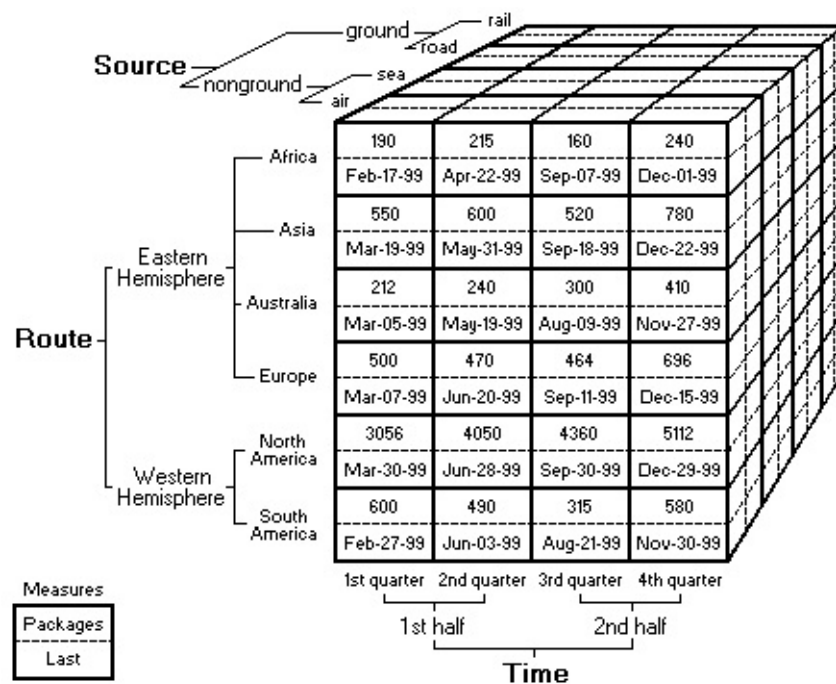 rail
ground
road
Source
sea
nonground
air
190 215 160 240
Africa
Feb-17-99 Apr-22-99 Sep-07-99 Dec-01-99
550 600 520 780
Asia
Mar-19-99 May-31-99 Sep-18-99 Dec-22-99
Eastern
Hemisphere
212 240 300 410
Australia
Mar-05-99 May-19-99 Aug-09-99 Nov-27-99
Route
500 470 464 696
Europe
Mar-07-99 Jun-20-99 Sep-11-99 Dec-15-99
3056 4050 4360 5112
North
America
Mar-30-99 Jun-28-99 Sep-30-99 Dec-29-99
Western
Hemisphere
600 490 315 580
South
America
Feb-27-99 Jun-03-99 Aug-21-99 Nov-30-99
1st quarter 2nd quarter 3rd quarter 4th quarter
Measures
Packages
Last
1st half 2nd half
Time